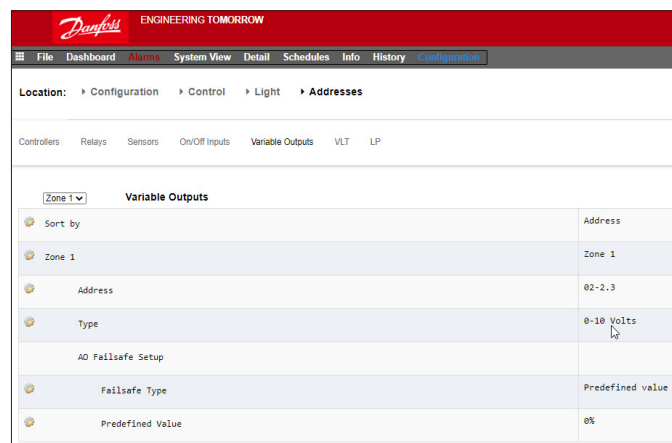 Danfoss ENGINEERING TOMORROW
File Dashboard Alarms System View Detail Schedules Info History Configuration
Location: Configuration Control Light Addresses
Controllers Relays Sensors On/Off Inputs Variable Outputs VLT LP
Zone 1 Variable Outputs
Sort by Address
Zone 1 Zone 1
Address 02-2.3
Type 0-10 Volts
AO Failsafe Setup
Failsafe Type Predefined value
Predefined Value 0%